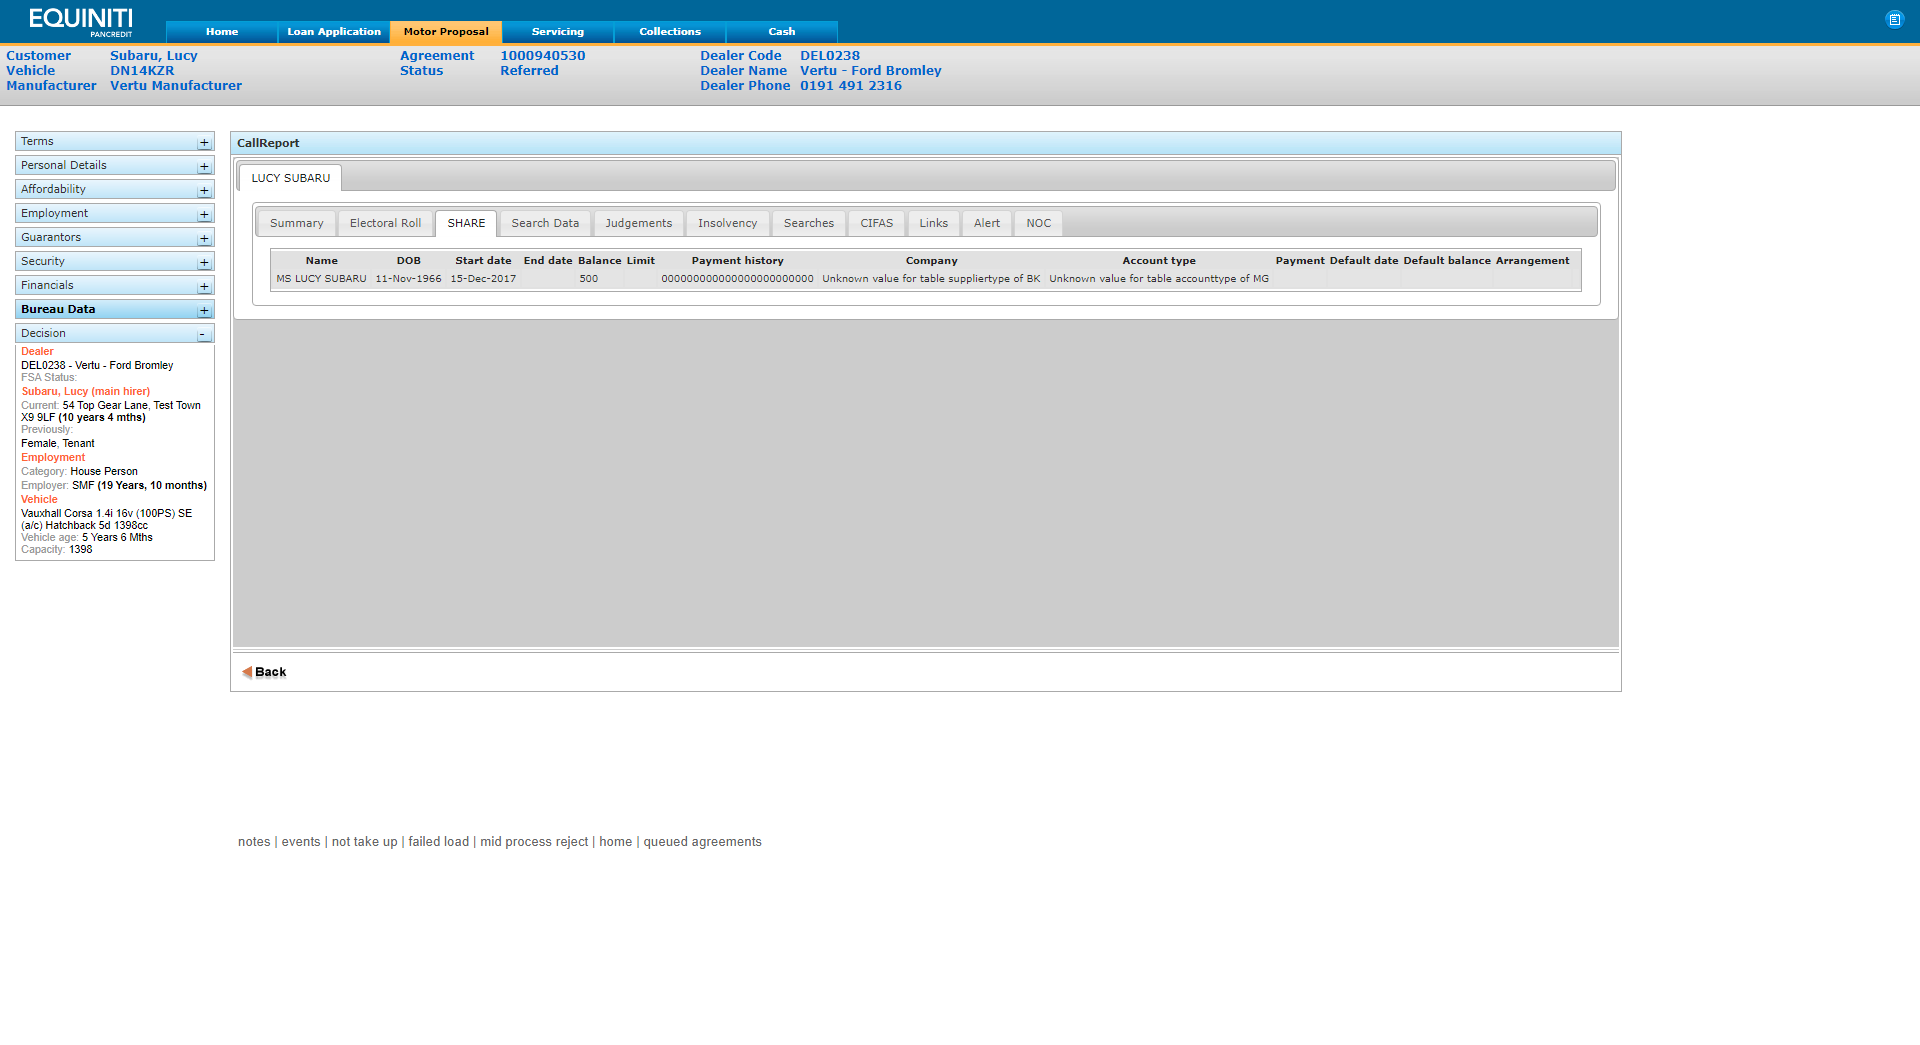 EQUINITI
PANCREDIT
Home Loan Application Motor Proposal Servicing Collections Cash
Customer Subaru, Lucy Agreement 1000940530 Dealer Code DEL0238
Vehicle DN14KZR Status Referred Dealer Name Vertu - Ford Bromley
Manufacturer Vertu Manufacturer Dealer Phone 0191 491 2316
Terms +
Personal Details +
Affordability +
Employment +
Guarantors +
Security +
Financials +
Bureau Data +
Decision -
Dealer
DEL0238 - Vertu - Ford Bromley
FSA Status:
Subaru, Lucy (main hirer)
Current: 54 Top Gear Lane, Test Town
X9 9LF (10 years 4 mths)
Previously:
Female, Tenant
Employment
Category: House Person
Employer: SMF (19 Years, 10 months)
Vehicle
Vauxhall Corsa 1.4i 16v (100PS) SE
(a/c) Hatchback 5d 1398cc
Vehicle age: 5 Years 6 Mths
Capacity: 1398
CallReport
LUCY SUBARU
Summary Electoral Roll SHARE Search Data Judgements Insolvency Searches CIFAS Links Alert NOC
Name DOB Start date End date Balance Limit Payment history Company Account type Payment Default date Default balance Arrangement
MS LUCY SUBARU 11-Nov-1966 15-Dec-2017 500 000000000000000000000000 Unknown value for table suppliertype of BK Unknown value for table accounttype of MG
Back
notes | events | not take up | failed load | mid process reject | home | queued agreements